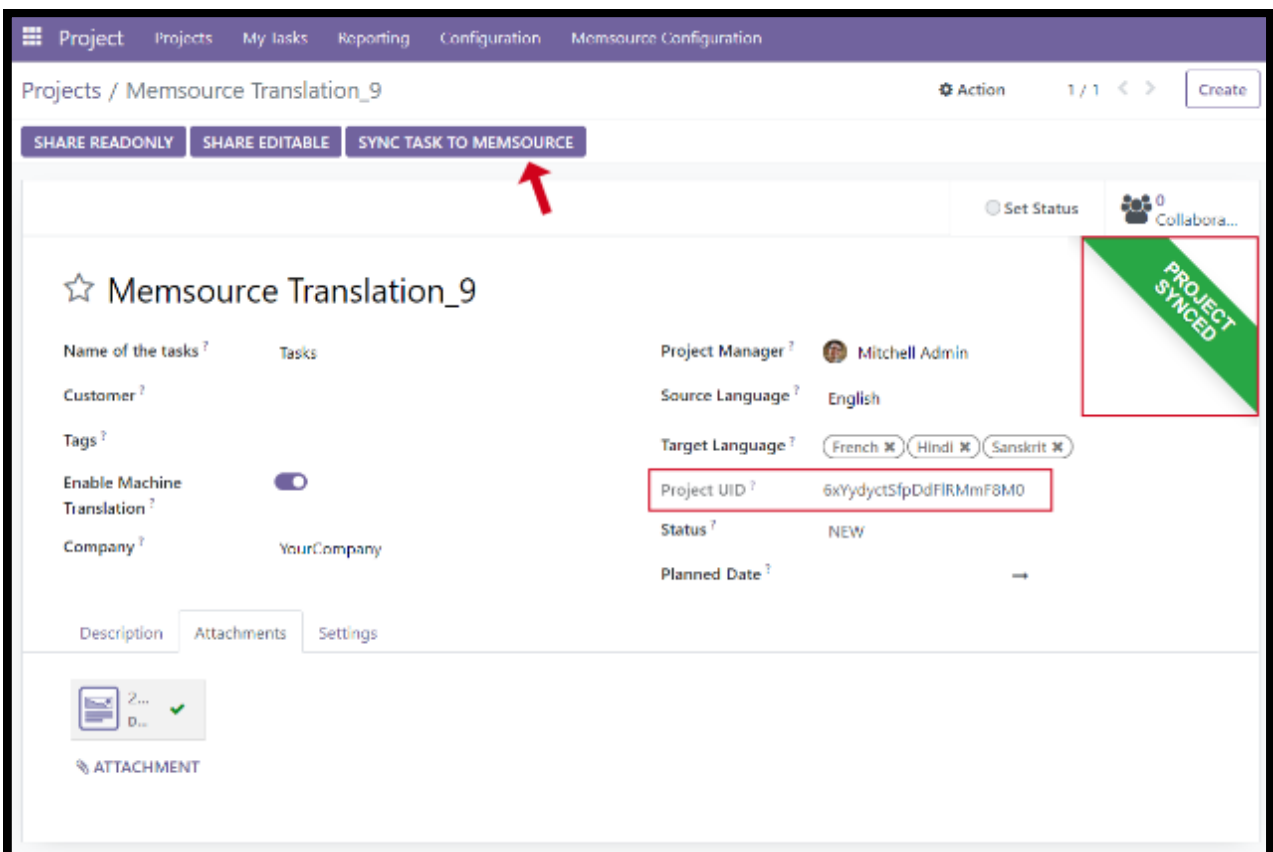 Project Projects My Tasks Reporting Configuration Memsource Configuration
Projects / Memsource Translation_9
Action 1 / 1 < > Create
SHARE READONLY SHARE EDITABLE SYNC TASK TO MEMSOURCE
Set Status
0
Collabora...
PROJECT
SYNCED
Memsource Translation_9
Name of the tasks ? Tasks
Project Manager ? Mitchell Admin
Customer ?
Source Language ? English
Tags ?
Target Language ? French ✖ Hindi ✖ Sanskrit ✖
Enable Machine
Translation ?
Project UID ? 6xYydyctSfpDdFlRMmF8M0
Status ? NEW
Company ? YourCompany
Planned Date ? →
Description Attachments Settings
2...
D...
ATTACHMENT